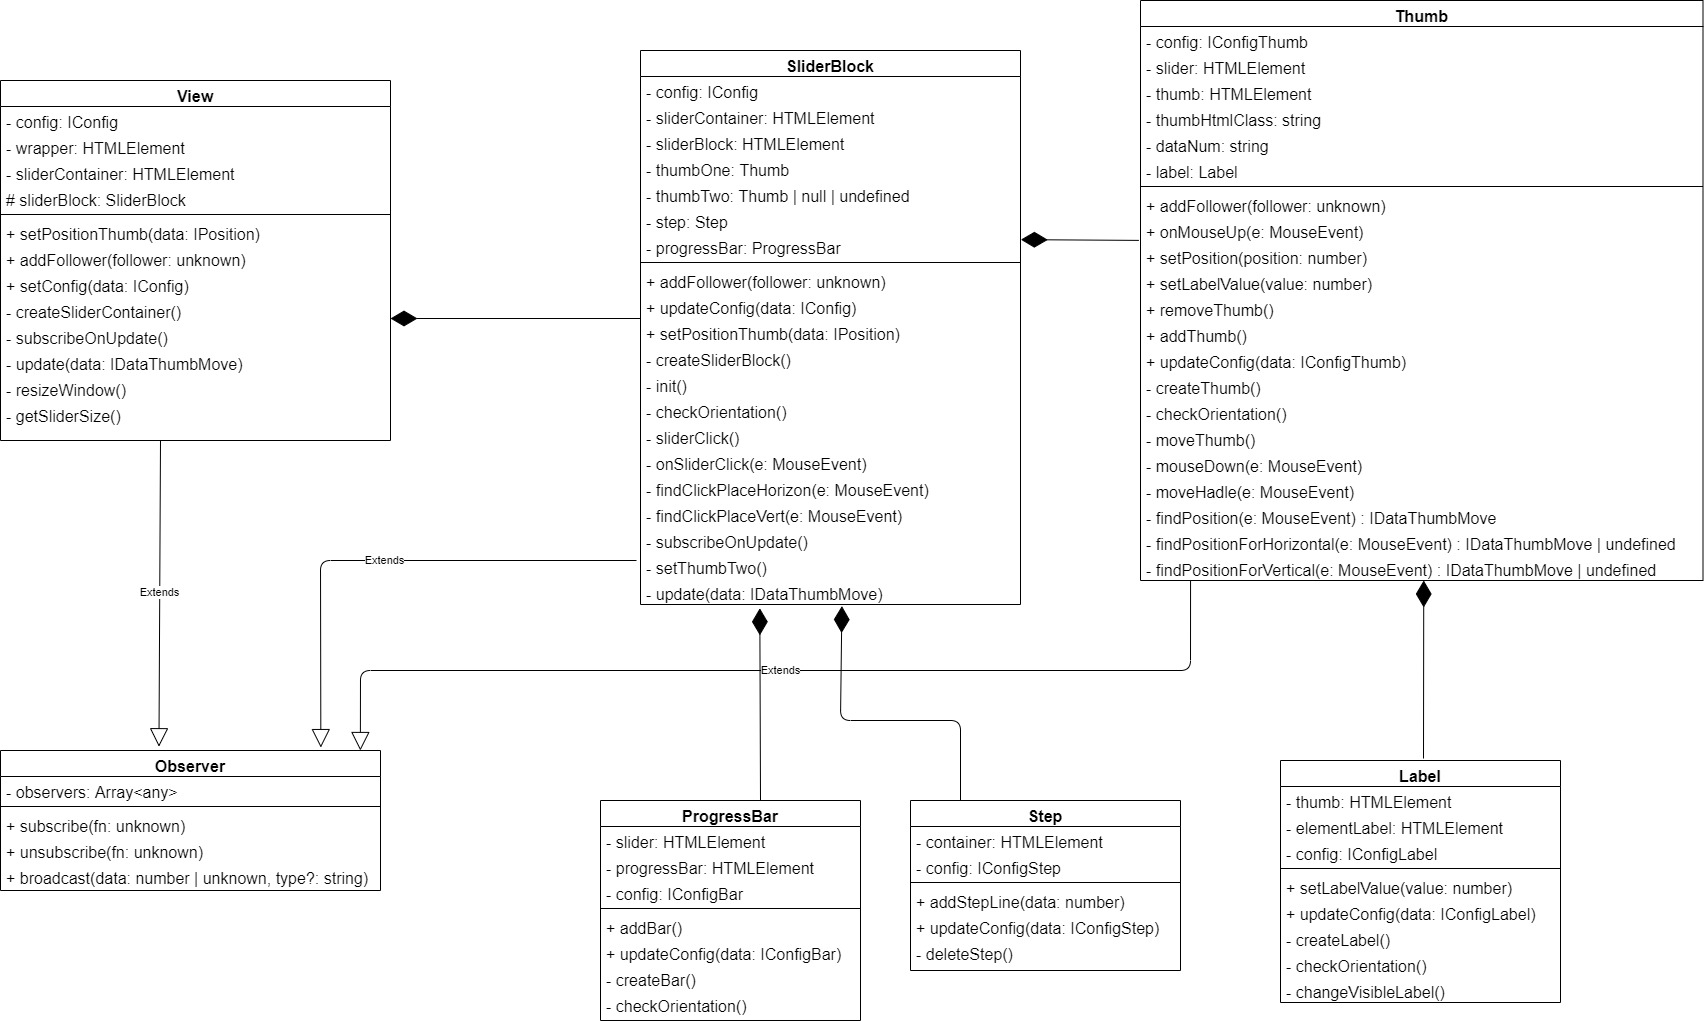 View
- config: IConfig
- wrapper: HTMLElement
- sliderContainer: HTMLElement
# sliderBlock: SliderBlock
+ setPositionThumb(data: IPosition)
+ addFollower(follower: unknown)
+ setConfig(data: IConfig)
- createSliderContainer()
- subscribeOnUpdate()
- update(data: IDataThumbMove)
- resizeWindow()
- getSliderSize()
SliderBlock
- config: IConfig
- sliderContainer: HTMLElement
- sliderBlock: HTMLElement
- thumbOne: Thumb
- thumbTwo: Thumb | null | undefined
- step: Step
- progressBar: ProgressBar
+ addFollower(follower: unknown)
+ updateConfig(data: IConfig)
+ setPositionThumb(data: IPosition)
- createSliderBlock()
- init()
- checkOrientation()
- sliderClick()
- onSliderClick(e: MouseEvent)
- findClickPlaceHorizon(e: MouseEvent)
- findClickPlaceVert(e: MouseEvent)
- subscribeOnUpdate()
- setThumbTwo()
- update(data: IDataThumbMove)
Thumb
- config: IConfigThumb
- slider: HTMLElement
- thumb: HTMLElement
- thumbHtmlClass: string
- dataNum: string
- label: Label
+ addFollower(follower: unknown)
+ onMouseUp(e: MouseEvent)
+ setPosition(position: number)
+ setLabelValue(value: number)
+ removeThumb()
+ addThumb()
+ updateConfig(data: IConfigThumb)
- createThumb()
- checkOrientation()
- moveThumb()
- mouseDown(e: MouseEvent)
- moveHadle(e: MouseEvent)
- findPosition(e: MouseEvent) : IDataThumbMove
- findPositionForHorizontal(e: MouseEvent) : IDataThumbMove | undefined
- findPositionForVertical(e: MouseEvent) : IDataThumbMove | undefined
Extends
Extends
Extends
Observer
- observers: Array<any>
+ subscribe(fn: unknown)
+ unsubscribe(fn: unknown)
+ broadcast(data: number | unknown, type?: string)
ProgressBar
- slider: HTMLElement
- progressBar: HTMLElement
- config: IConfigBar
+ addBar()
+ updateConfig(data: IConfigBar)
- createBar()
- checkOrientation()
Step
- container: HTMLElement
- config: IConfigStep
+ addStepLine(data: number)
+ updateConfig(data: IConfigStep)
- deleteStep()
Label
- thumb: HTMLElement
- elementLabel: HTMLElement
- config: IConfigLabel
+ setLabelValue(value: number)
+ updateConfig(data: IConfigLabel)
- createLabel()
- checkOrientation()
- changeVisibleLabel()